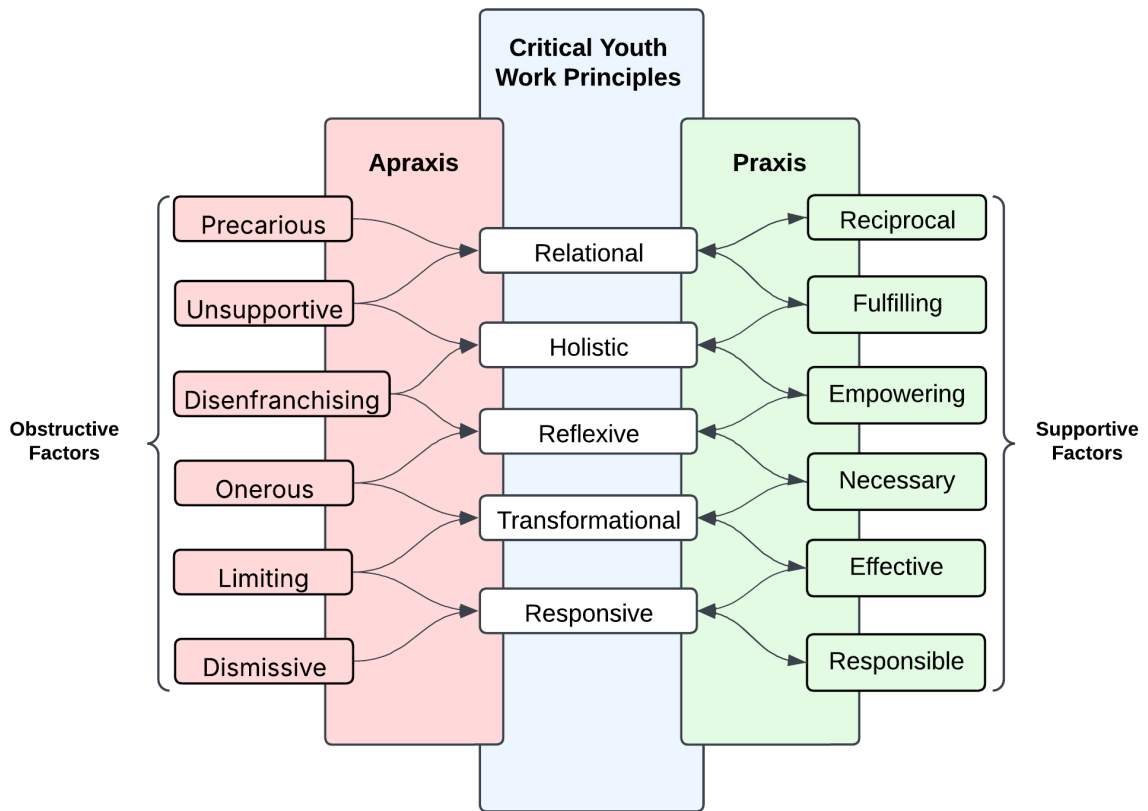 Critical Youth
Work Principles
Apraxis
Praxis
Precarious
Unsupportive
Disenfranchising
Onerous
Limiting
Dismissive
Obstructive
Factors
Relational
Holistic
Reflexive
Transformational
Responsive
Reciprocal
Fulfilling
Empowering
Necessary
Effective
Responsible
Supportive
Factors